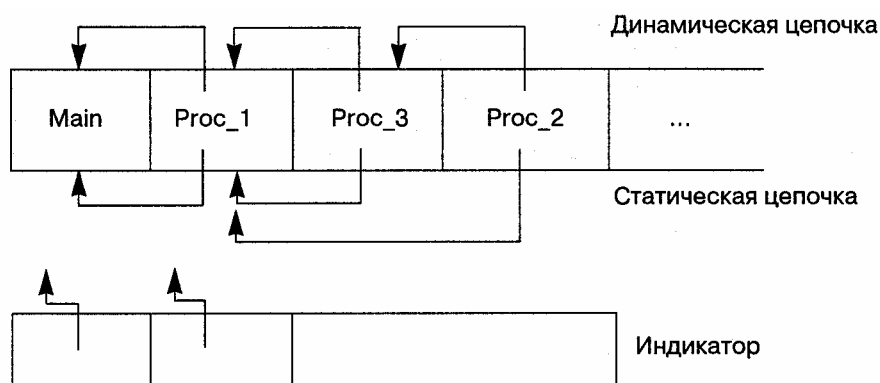 Динамическая цепочка
Main
Proc_1
Proc_3
Proc_2
...
Статическая цепочка
Индикатор